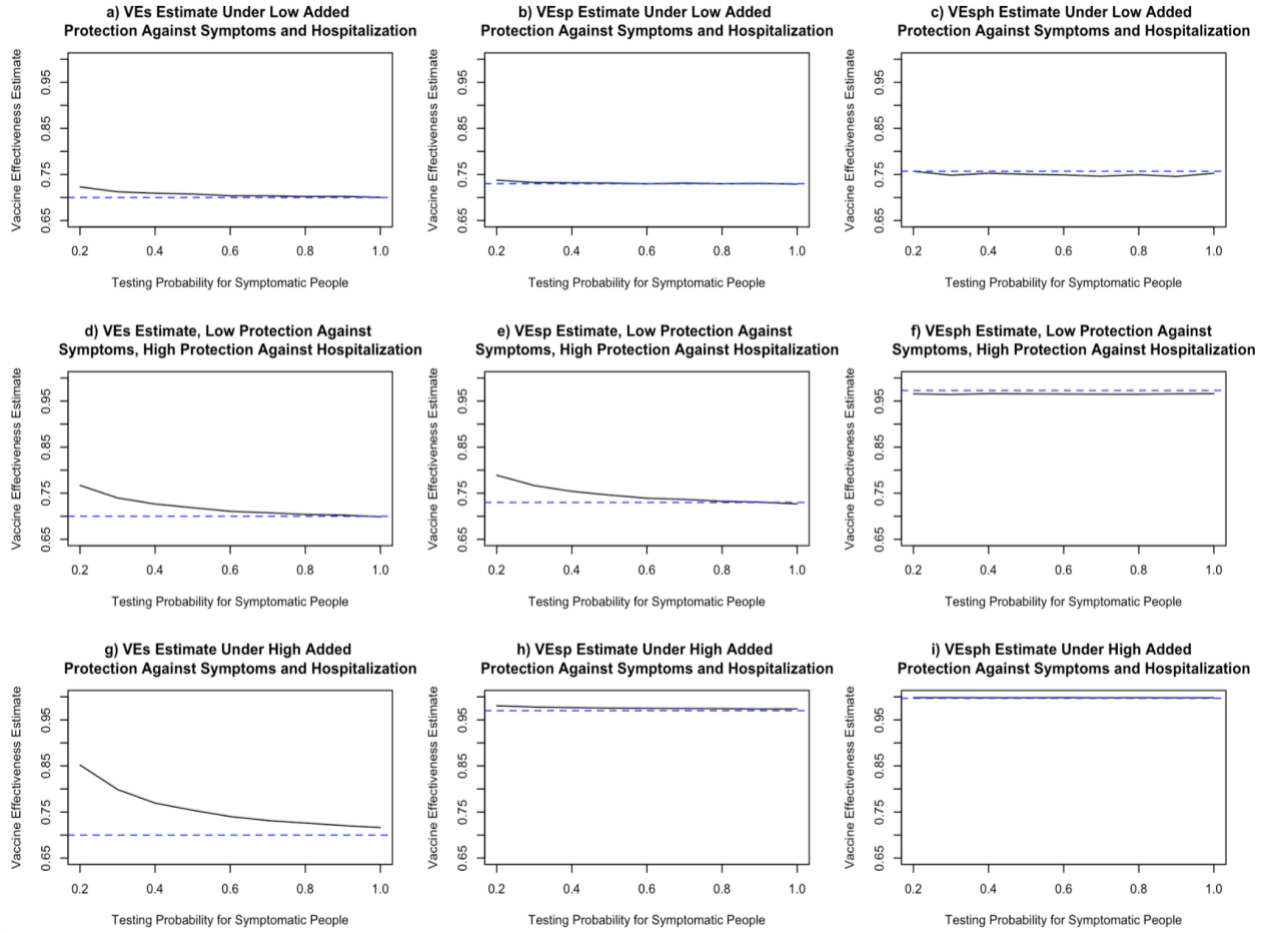 a) VEs Estimate Under Low Added
Protection Against Symptoms and Hospitalization
Vaccine Effectiveness Estimate
0.95
0.85
0.75
0.65
0.2 0.4 0.6 0.8 1.0
Testing Probability for Symptomatic People
b) VEsp Estimate Under Low Added
Protection Against Symptoms and Hospitalization
Vaccine Effectiveness Estimate
0.95
0.85
0.75
0.65
0.2 0.4 0.6 0.8 1.0
Testing Probability for Symptomatic People
c) VEsph Estimate Under Low Added
Protection Against Symptoms and Hospitalization
Vaccine Effectiveness Estimate
0.95
0.85
0.75
0.65
0.2 0.4 0.6 0.8 1.0
Testing Probability for Symptomatic People
d) VEs Estimate, Low Protection Against
Symptoms, High Protection Against Hospitalization
Vaccine Effectiveness Estimate
0.95
0.85
0.75
0.65
0.2 0.4 0.6 0.8 1.0
Testing Probability for Symptomatic People
e) VEsp Estimate, Low Protection Against
Symptoms, High Protection Against Hospitalization
Vaccine Effectiveness Estimate
0.95
0.85
0.75
0.65
0.2 0.4 0.6 0.8 1.0
Testing Probability for Symptomatic People
f) VEsph Estimate, Low Protection Against
Symptoms, High Protection Against Hospitalization
Vaccine Effectiveness Estimate
0.95
0.85
0.75
0.65
0.2 0.4 0.6 0.8 1.0
Testing Probability for Symptomatic People
g) VEs Estimate Under High Added
Protection Against Symptoms and Hospitalization
Vaccine Effectiveness Estimate
0.95
0.85
0.75
0.65
0.2 0.4 0.6 0.8 1.0
Testing Probability for Symptomatic People
h) VEsp Estimate Under High Added
Protection Against Symptoms and Hospitalization
Vaccine Effectiveness Estimate
0.95
0.85
0.75
0.65
0.2 0.4 0.6 0.8 1.0
Testing Probability for Symptomatic People
i) VEsph Estimate Under High Added
Protection Against Symptoms and Hospitalization
Vaccine Effectiveness Estimate
0.95
0.85
0.75
0.65
0.2 0.4 0.6 0.8 1.0
Testing Probability for Symptomatic People